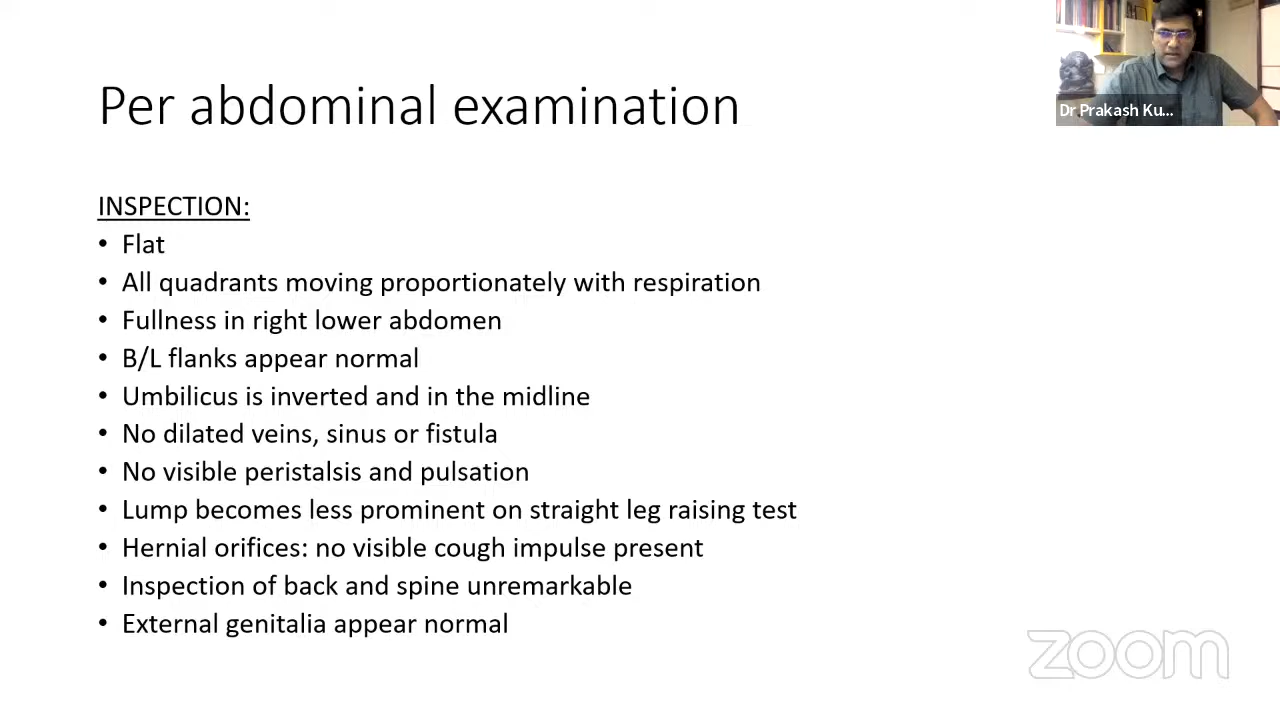 Per abdominal examination
Dr Prakash Ku...
INSPECTION:
• Flat
• All quadrants moving proportionately with respiration
• Fullness in right lower abdomen
• B/L flanks appear normal
• Umbilicus is inverted and in the midline
• No dilated veins, sinus or fistula
• No visible peristalsis and pulsation
• Lump becomes less prominent on straight leg raising test
• Hernial orifices: no visible cough impulse present
• Inspection of back and spine unremarkable
• External genitalia appear normal
zoom